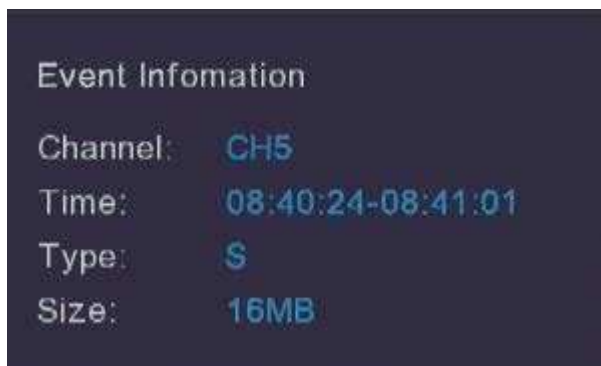 Event Infomation
Channel: CH5
Time: 08:40:24-08:41:01
Type: S
Size: 16MB